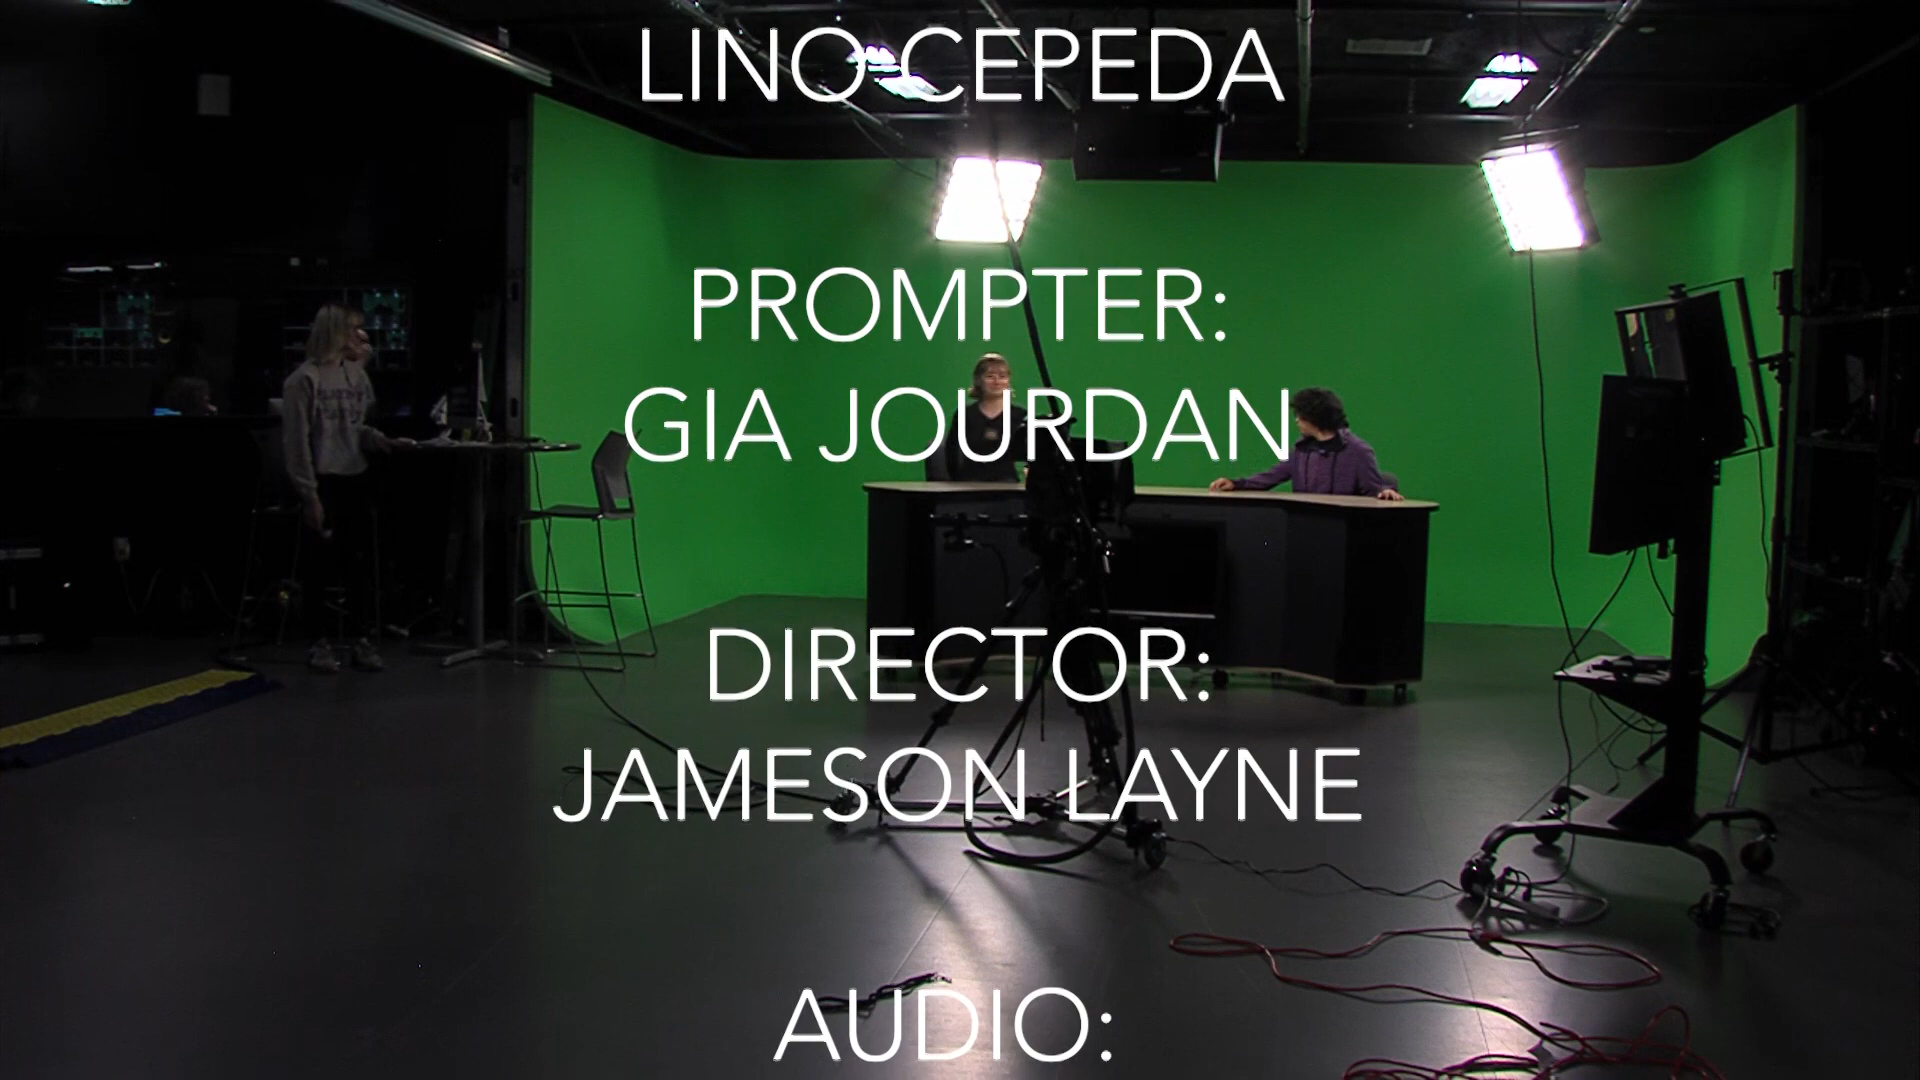 LINO CEPEDA
PROMPTER:
GIA JOURDAN
DIRECTOR:
JAMESON LAYNE
AUDIO: